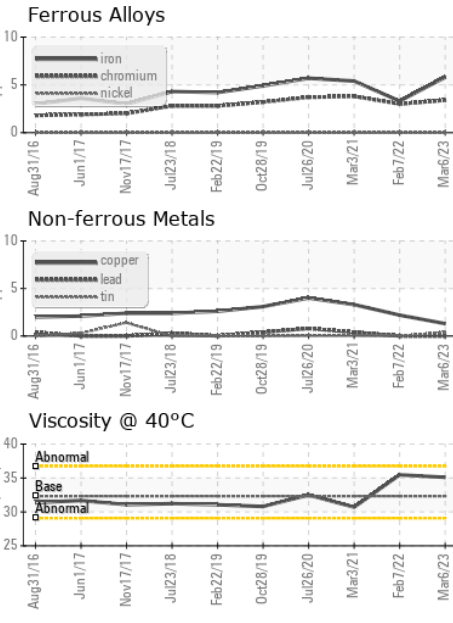 Ferrous Alloys
10
5
0
iron
chromium
nickel
Aug31/16
Jun1/17
Nov17/17
Jul23/18
Feb22/19
Oct28/19
Jul26/20
Mar3/21
Feb7/22
Mar6/23
Non-ferrous Metals
10
5
0
copper
lead
tin
Aug31/16
Jun1/17
Nov17/17
Jul23/18
Feb22/19
Oct28/19
Jul26/20
Mar3/21
Feb7/22
Mar6/23
Viscosity @ 40°C
40
35
30
25
Abnormal
Base
Abnormal
Aug31/16
Jun1/17
Nov17/17
Jul23/18
Feb22/19
Oct28/19
Jul26/20
Mar3/21
Feb7/22
Mar6/23